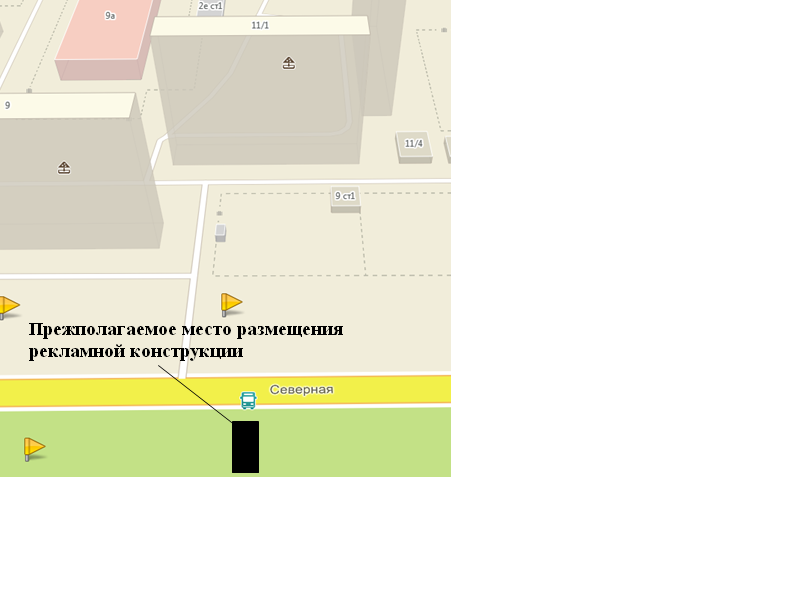 2е ст1
9а
11/1
9
11/4
9 ст1
Прежполагаемое место размещения
рекламной конструкции
Северная